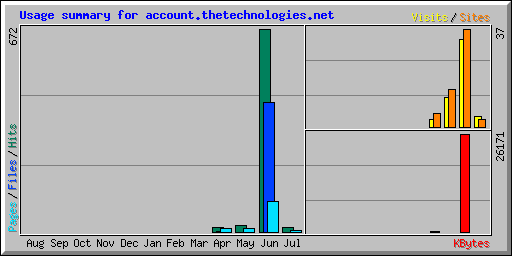 Usage summary for account.thetechnologies.net
Visits / Sites
672
37
Pages / Files / Hits
26171
Aug Sep Oct Nov Dec Jan Feb Mar Apr May Jun Jul
KBytes